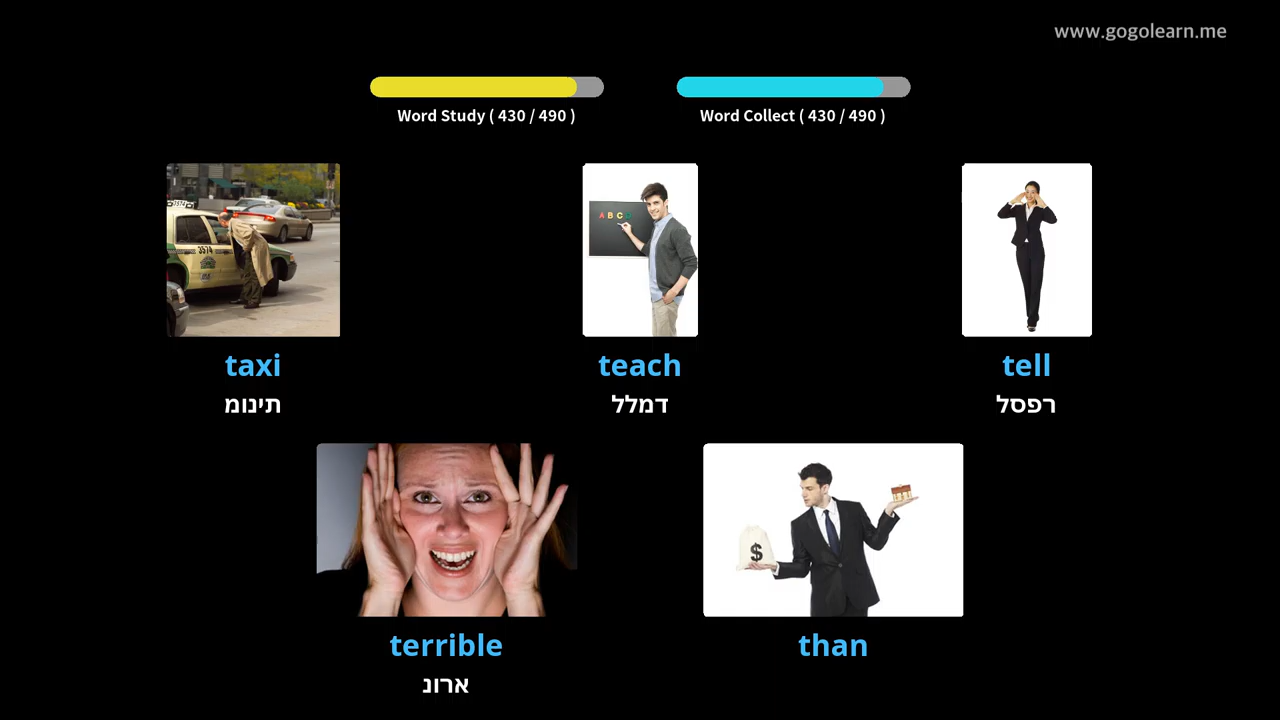 www.gogolearn.me
Word Study ( 430 / 490 )
Word Collect ( 430 / 490 )
3574
A B C
taxi
תינומ
teach
דמלל
tell
רפסל
$
terrible
ארונ
than